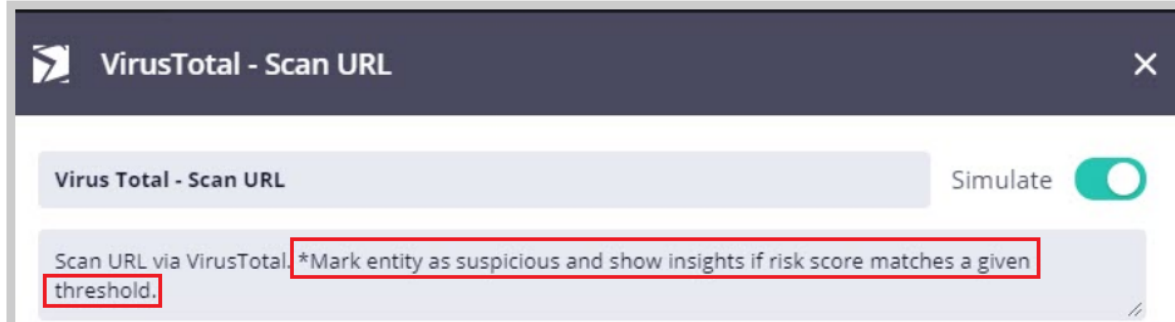 VirusTotal - Scan URL
Virus Total - Scan URL
Simulate
Scan URL via VirusTotal. *Mark entity as suspicious and show insights if risk score matches a given
threshold.